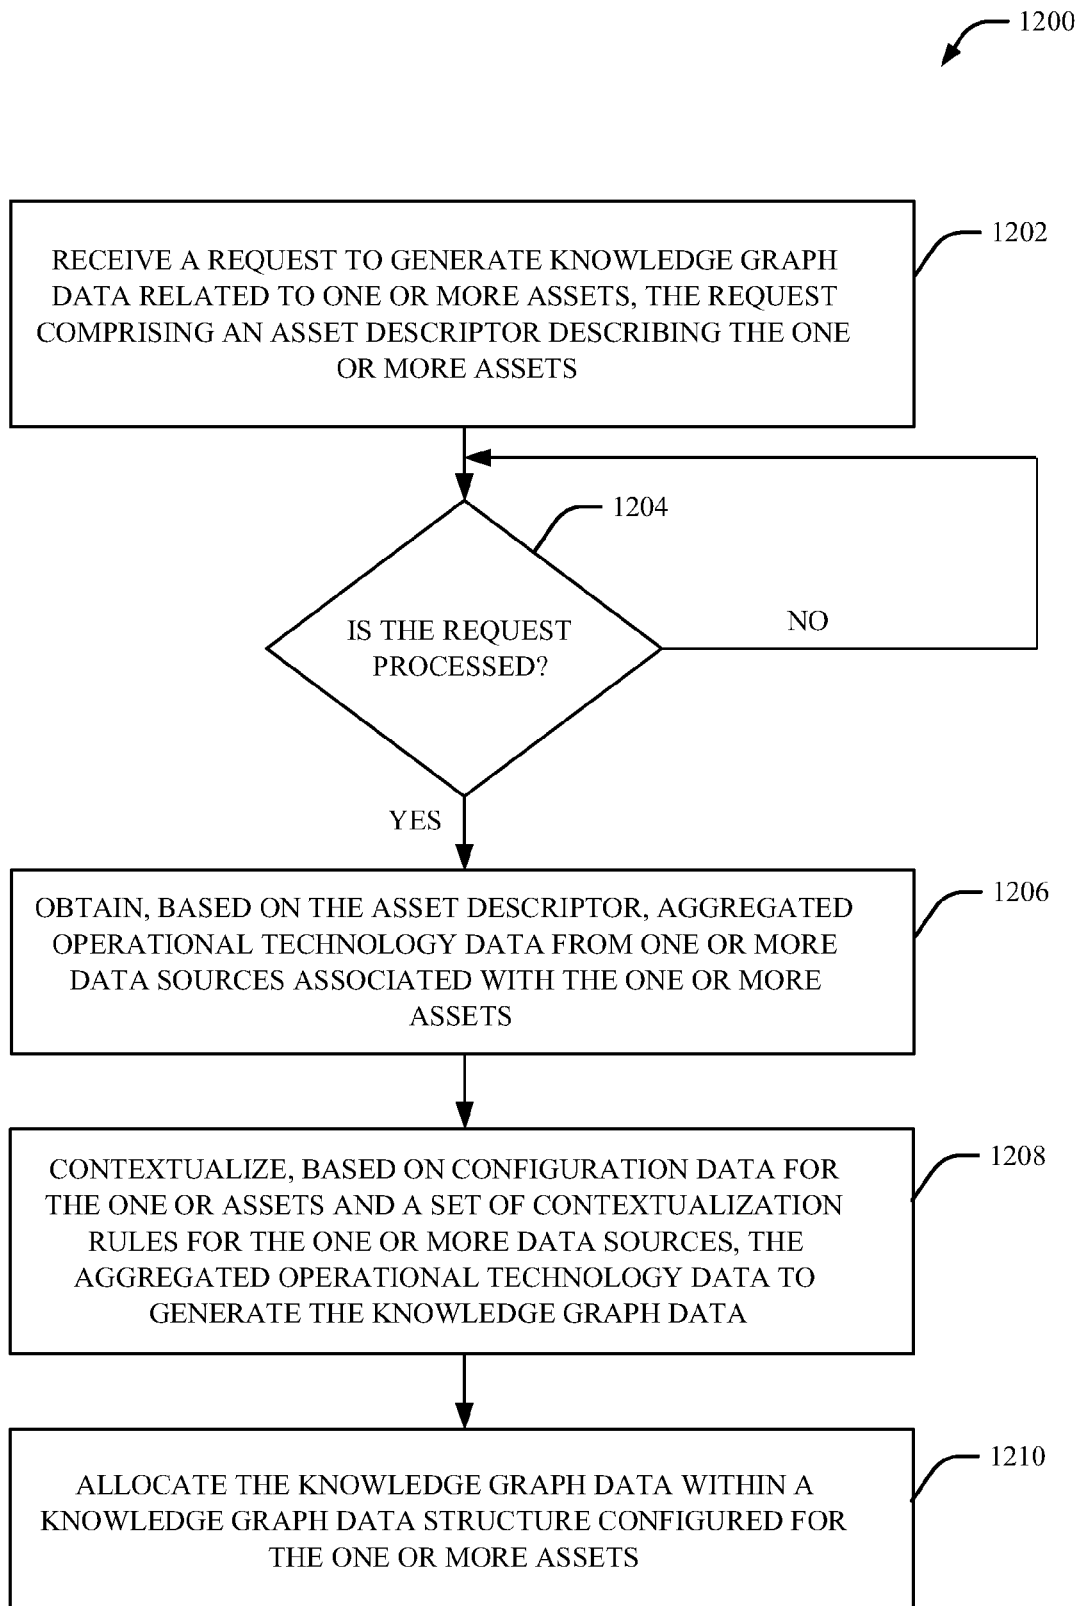 1200
RECEIVE A REQUEST TO GENERATE KNOWLEDGE GRAPH
DATA RELATED TO ONE OR MORE ASSETS, THE REQUEST
COMPRISING AN ASSET DESCRIPTOR DESCRIBING THE ONE
OR MORE ASSETS
1202
1204
IS THE REQUEST
PROCESSED?
NO
YES
OBTAIN, BASED ON THE ASSET DESCRIPTOR, AGGREGATED
OPERATIONAL TECHNOLOGY DATA FROM ONE OR MORE
DATA SOURCES ASSOCIATED WITH THE ONE OR MORE
ASSETS
1206
CONTEXTUALIZE, BASED ON CONFIGURATION DATA FOR
THE ONE OR ASSETS AND A SET OF CONTEXTUALIZATION
RULES FOR THE ONE OR MORE DATA SOURCES, THE
AGGREGATED OPERATIONAL TECHNOLOGY DATA TO
GENERATE THE KNOWLEDGE GRAPH DATA
1208
ALLOCATE THE KNOWLEDGE GRAPH DATA WITHIN A
KNOWLEDGE GRAPH DATA STRUCTURE CONFIGURED FOR
THE ONE OR MORE ASSETS
1210